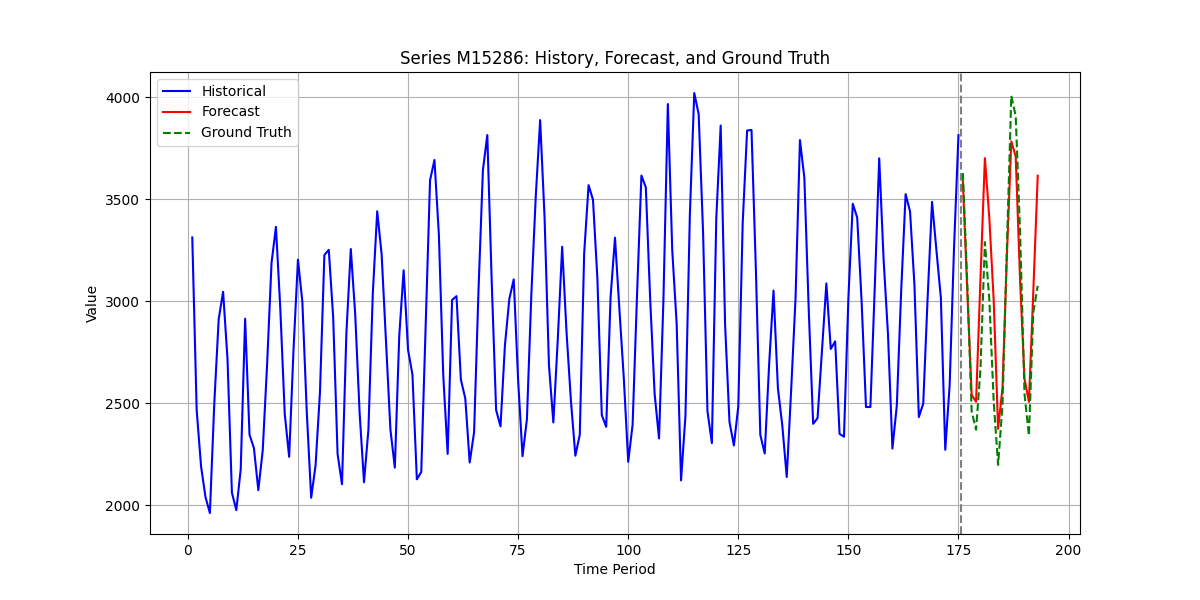 Series M15286: History, Forecast, and Ground Truth
Historical
Forecast
Ground Truth
4000
3500
3000
2500
2000
Value
0 25 50 75 100 125 150 175 200
Time Period